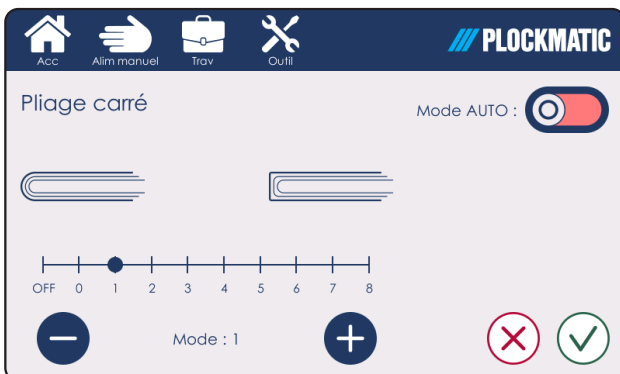 PLOCKMATIC
Acc Alim manuel Trav Outil
Pliage carré
Mode AUTO :
OFF 0 1 2 3 4 5 6 7 8
Mode : 1